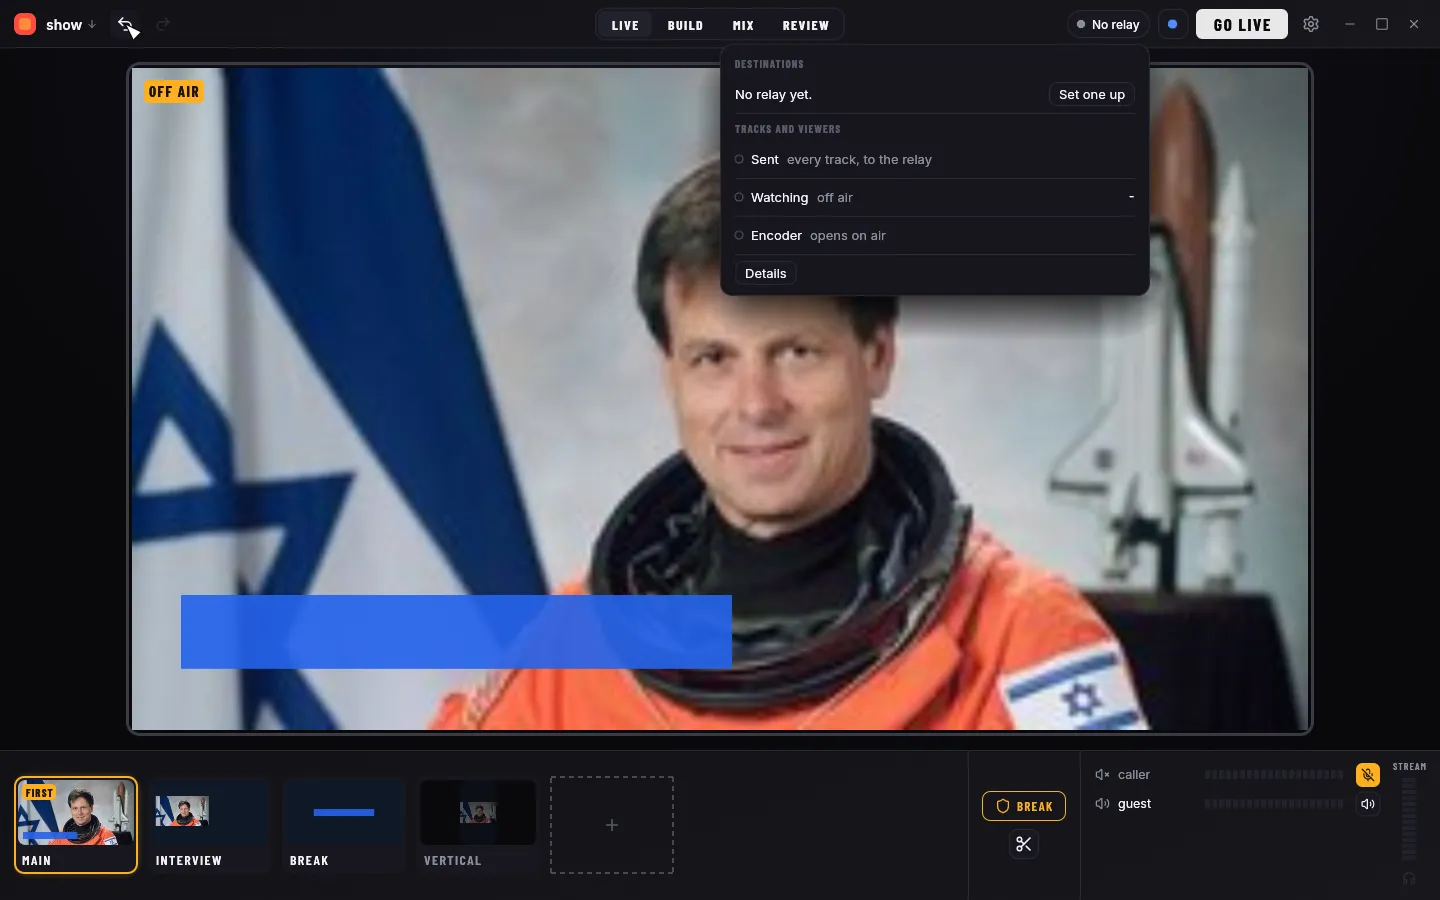 show
LIVE
BUILD
MIX
REVIEW
No relay
GO LIVE
OFF AIR
DESTINATIONS
No relay yet.
Set one up
TRACKS AND VIEWERS
Sent every track, to the relay
Watching off air -
Encoder opens on air
Details
FIRST
MAIN
INTERVIEW
BREAK
VERTICAL
+
BREAK
caller
guest
STREAM